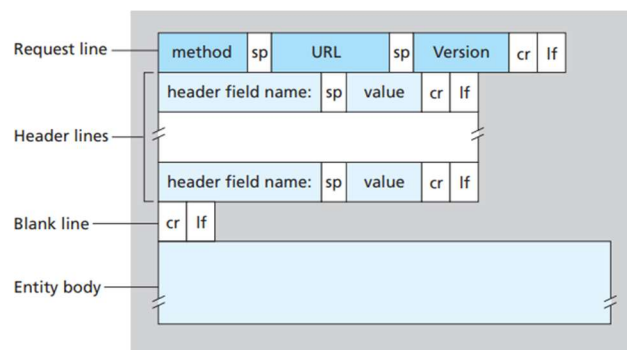 Request line method sp URL sp Version cr lf
header field name: sp value cr lf
Header lines
header field name: sp value cr lf
Blank line cr lf
Entity body